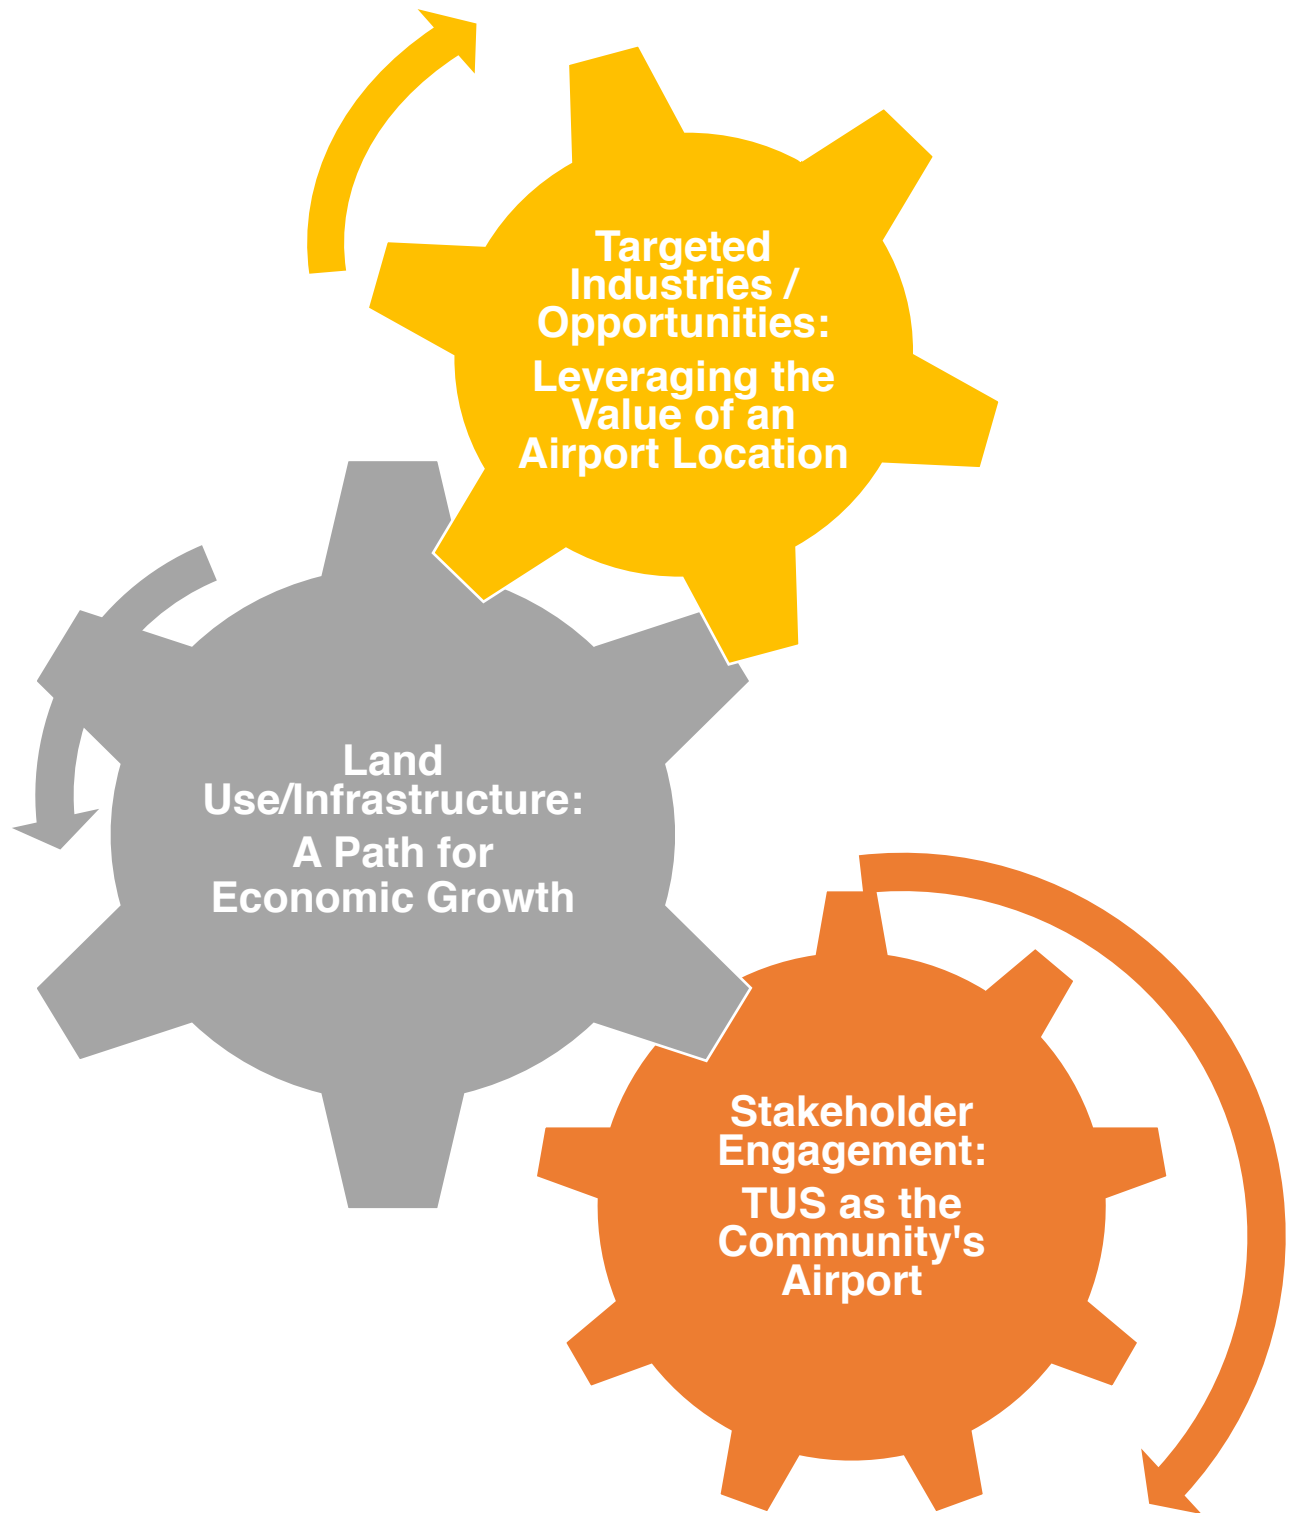 Targeted
Industries /
Opportunities:
Leveraging the
Value of an
Airport Location
Land
Use/Infrastructure:
A Path for
Economic Growth
Stakeholder
Engagement:
TUS as the
Community's
Airport